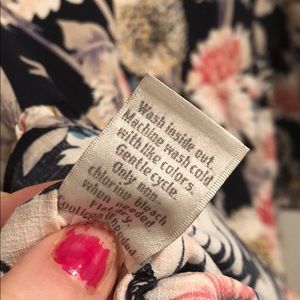 Wash inside out.
Machine wash cold
with like colors.
Gentle cycle.
Only non-
chlorine bleach
when needed.